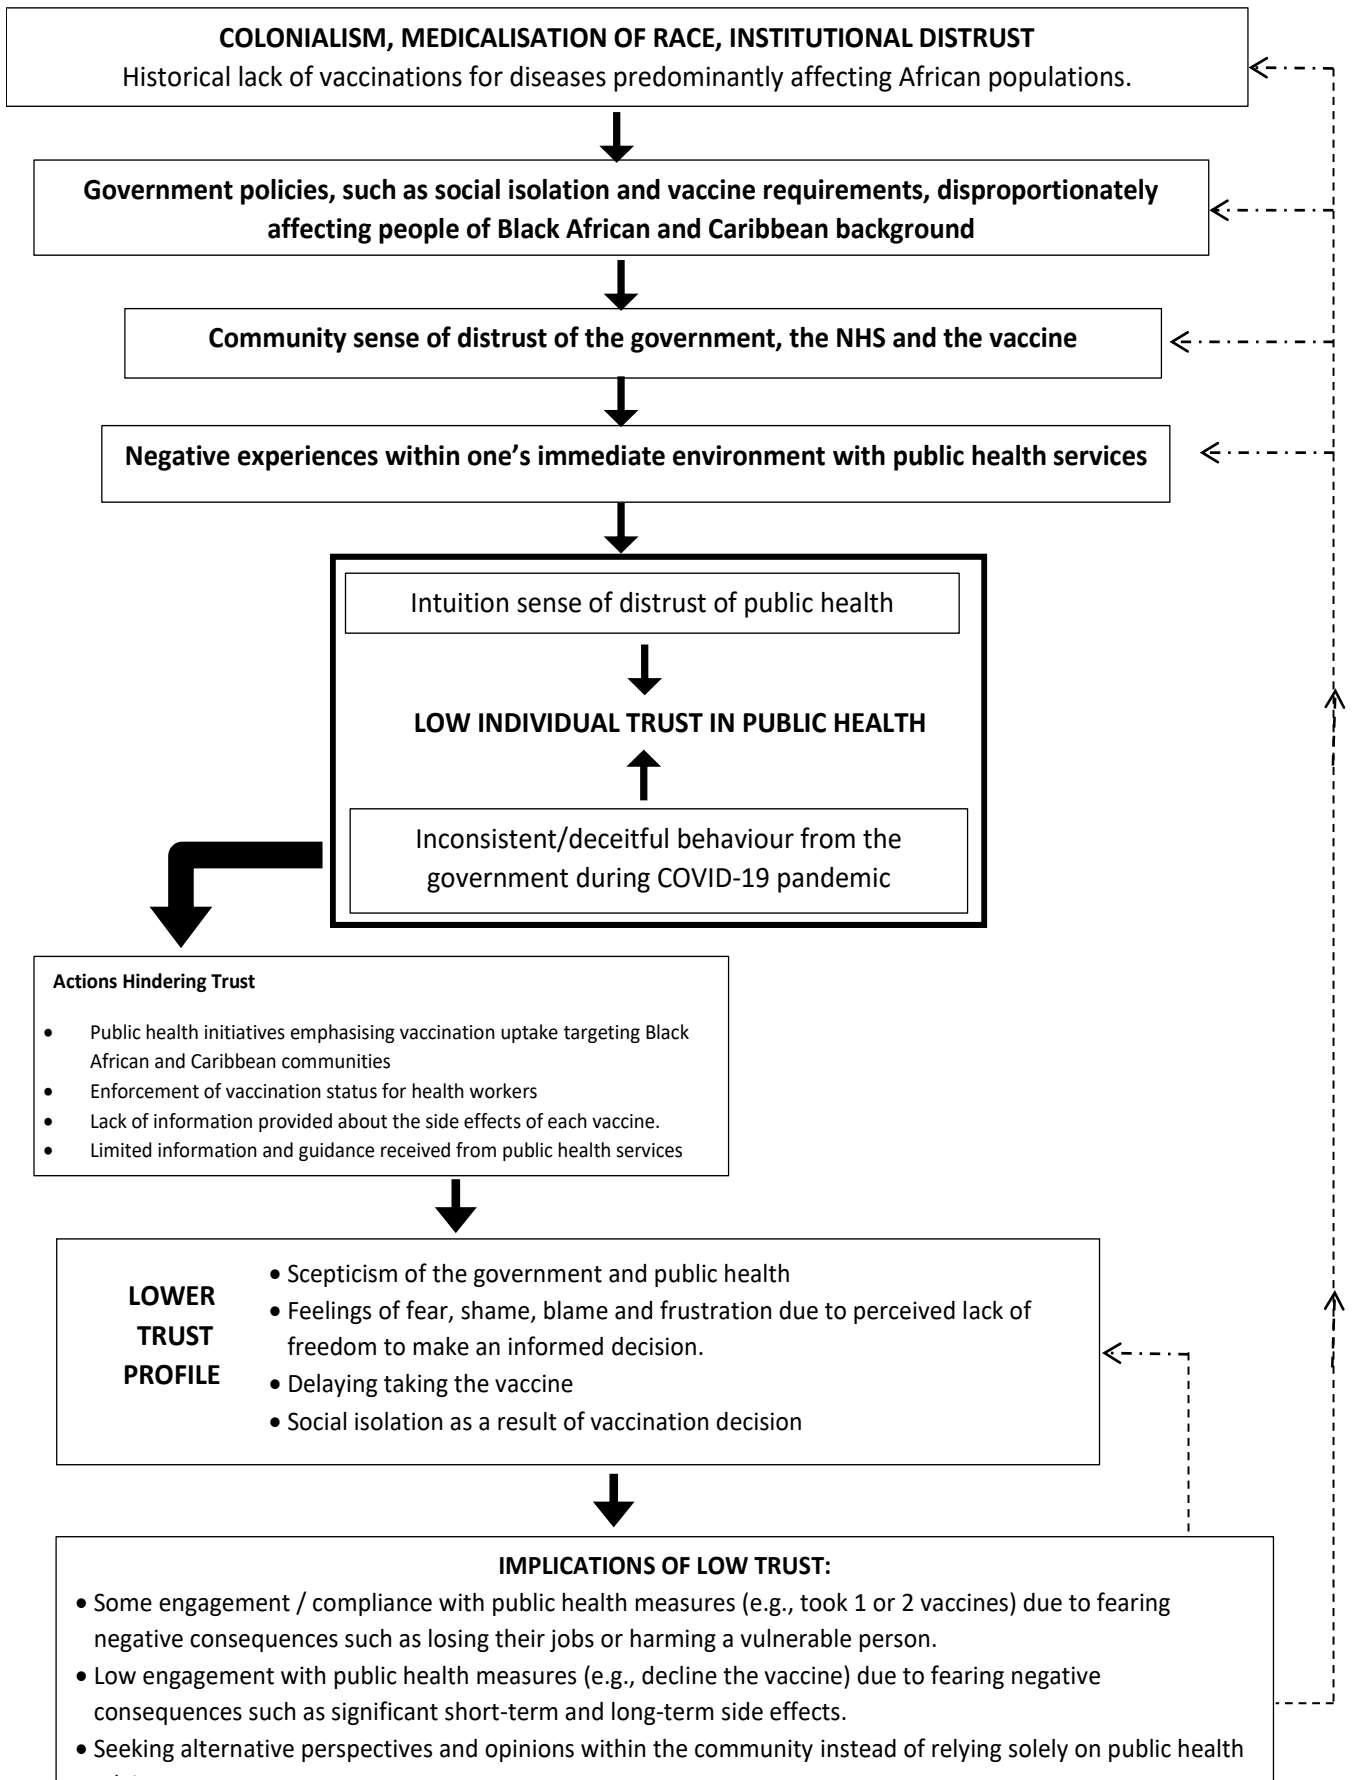 COLONIALISM, MEDICALISATION OF RACE, INSTITUTIONAL DISTRUST
Historical lack of vaccinations for diseases predominantly affecting African populations.
Government policies, such as social isolation and vaccine requirements, disproportionately
affecting people of Black African and Caribbean background
Community sense of distrust of the government, the NHS and the vaccine
Negative experiences within one’s immediate environment with public health services
Intuition sense of distrust of public health
LOW INDIVIDUAL TRUST IN PUBLIC HEALTH
Inconsistent/deceitful behaviour from the
government during COVID-19 pandemic
Actions Hindering Trust
• Public health initiatives emphasising vaccination uptake targeting Black
African and Caribbean communities
• Enforcement of vaccination status for health workers
• Lack of information provided about the side effects of each vaccine.
• Limited information and guidance received from public health services
LOWER
TRUST
PROFILE
• Scepticism of the government and public health
• Feelings of fear, shame, blame and frustration due to perceived lack of
freedom to make an informed decision.
• Delaying taking the vaccine
• Social isolation as a result of vaccination decision
IMPLICATIONS OF LOW TRUST:
• Some engagement / compliance with public health measures (e.g., took 1 or 2 vaccines) due to fearing
negative consequences such as losing their jobs or harming a vulnerable person.
• Low engagement with public health measures (e.g., decline the vaccine) due to fearing negative
consequences such as significant short-term and long-term side effects.
• Seeking alternative perspectives and opinions within the community instead of relying solely on public health